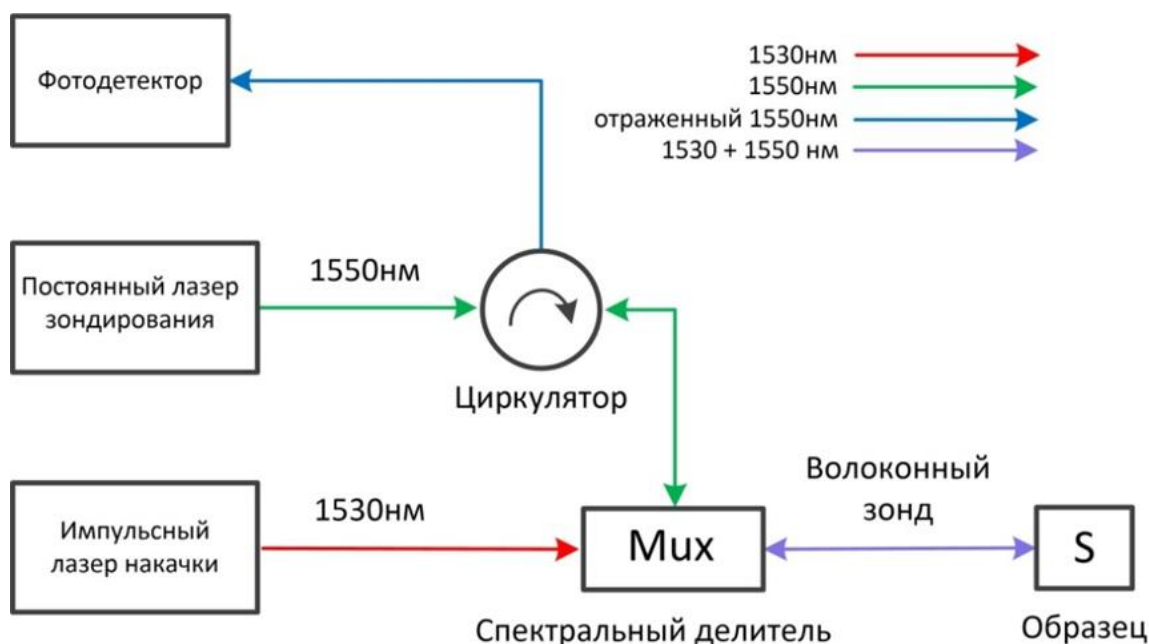 Фотодетектор
1530нм
1550нм
отраженный 1550нм
1530 + 1550 нм
Постоянный лазер
зондирования
1550нм
Циркулятор
Импульсный
лазер накачки
1530нм
Mux
Спектральный делитель
Волоконный
зонд
S
Образец